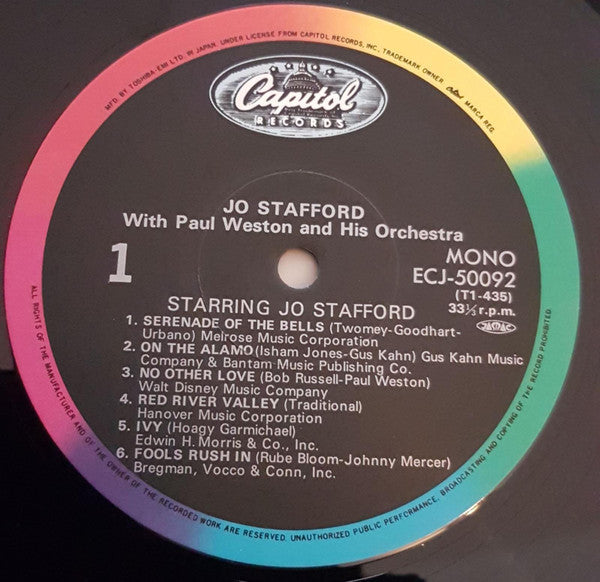 MFD. BY TOSHIBA-EMI LTD. IN JAPAN. UNDER LICENSE FROM CAPITOL RECORDS, INC., TRADEMARK OWNER. MARCA REG.
Capitol
RECORDS
JO STAFFORD
With Paul Weston and His Orchestra
1
MONO
ECJ-50092
(T1-435)
33⅓ r.p.m.
JASRAC
STARRING JO STAFFORD
1. SERENADE OF THE BELLS (Twomey-Goodhart-
Urbano) Melrose Music Corporation
2. ON THE ALAMO (Isham Jones-Gus Kahn) Gus Kahn Music
Company & Bantam Music Publishing Co.
3. NO OTHER LOVE (Bob Russell-Paul Weston)
Walt Disney Music Company
4. RED RIVER VALLEY (Traditional)
Hanover Music Corporation
5. IVY (Hoagy Garmichael)
Edwin H. Morris & Co., Inc.
6. FOOLS RUSH IN (Rube Bloom-Johnny Mercer)
Bregman, Vocco & Conn, Inc.
ALL RIGHTS OF THE MANUFACTURER AND OF THE OWNER OF THE RECORDED WORK ARE RESERVED. UNAUTHORIZED PUBLIC PERFORMANCE, BROADCASTING AND COPYING OF THE RECORD PROHIBITED.